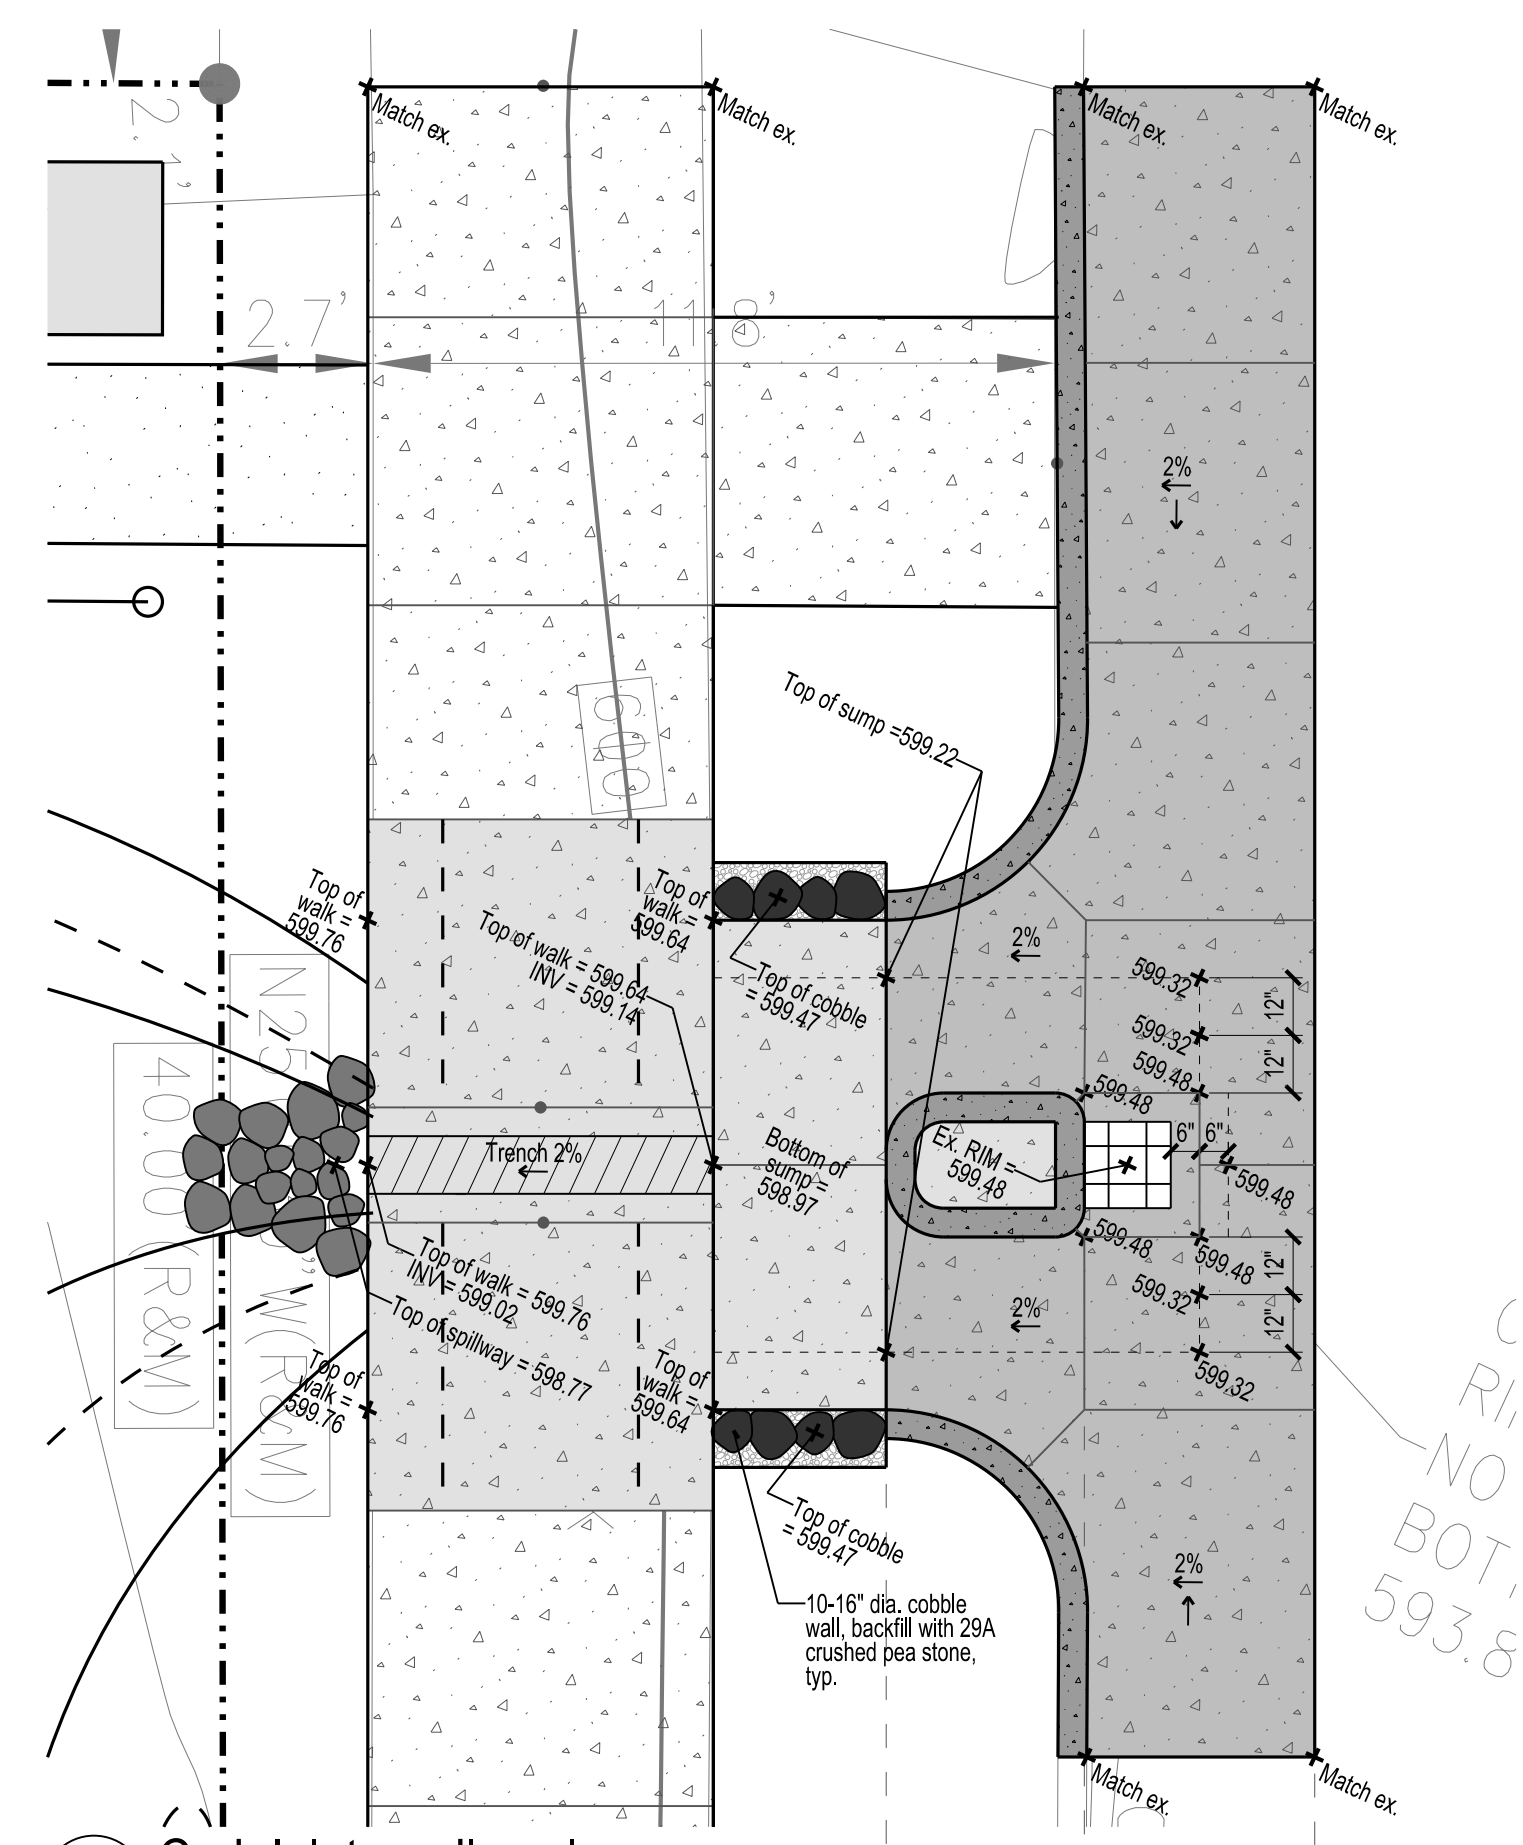 Match ex.
Match ex.
Match ex.
Match ex.
2.1'
2.7'
11.8'
2%
600
Top of sump =599.22
Top of
walk =
599.76
Top of
walk =
599.64
Top of walk = 599.64
INV = 599.14
Top of cobble
= 599.47
2%
599.32
599.32
599.48
599.48
12"
12"
Trench 2%
Bottom of
sump =
598.97
Ex. RIM =
599.48
6"
6"
599.48
599.48
599.48
599.32
599.32
12"
12"
2%
40.00'(R&M)
W(R&M)
Top of walk = 599.76
INV = 599.02
Top of spillway = 598.77
Top of
walk =
599.76
Top of
walk =
599.64
Top of cobble
= 599.47
10-16" dia. cobble
wall, backfill with 29A
crushed pea stone,
typ.
2%
NO
593.8
Match ex.
Match ex.